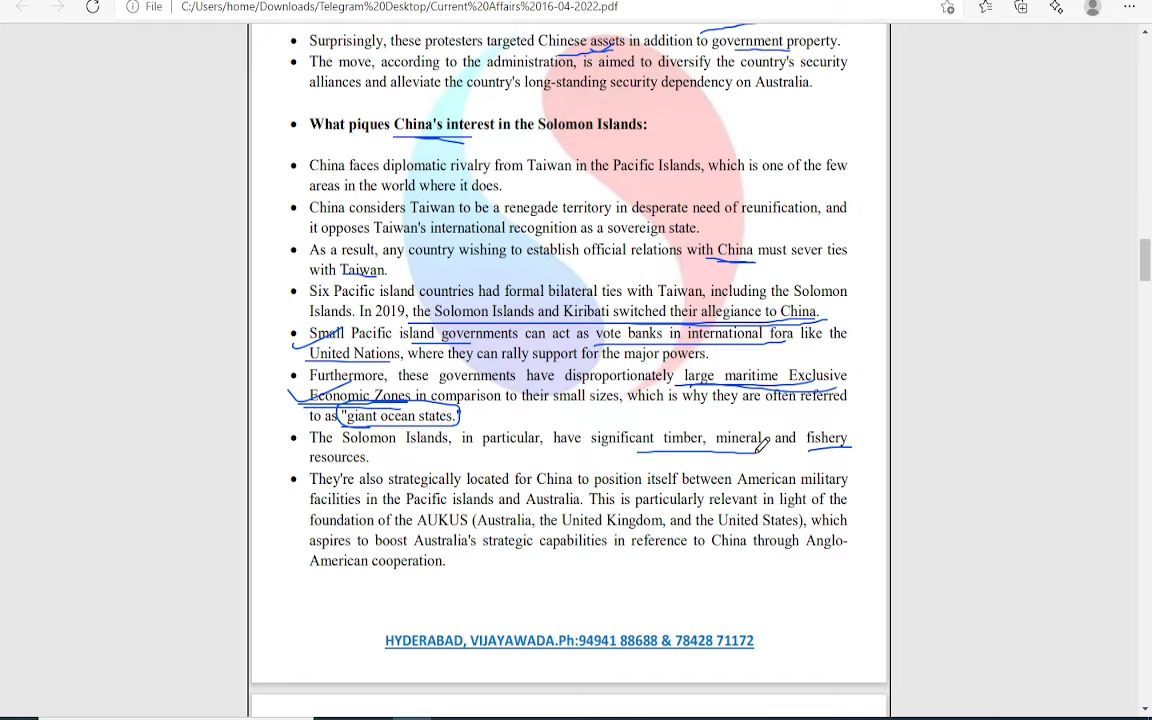 File
C:/Users/home/Downloads/Telegram%20Desktop/Current%20Affairs%2016-04-2022.pdf
• Surprisingly, these protesters targeted Chinese assets in addition to government property.
• The move, according to the administration, is aimed to diversify the country's security
alliances and alleviate the country's long-standing security dependency on Australia.
• What piques China's interest in the Solomon Islands:
• China faces diplomatic rivalry from Taiwan in the Pacific Islands, which is one of the few
areas in the world where it does.
• China considers Taiwan to be a renegade territory in desperate need of reunification, and
it opposes Taiwan's international recognition as a sovereign state.
• As a result, any country wishing to establish official relations with China must sever ties
with Taiwan.
• Six Pacific island countries had formal bilateral ties with Taiwan, including the Solomon
Islands. In 2019, the Solomon Islands and Kiribati switched their allegiance to China.
• Small Pacific island governments can act as vote banks in international fora like the
United Nations, where they can rally support for the major powers.
• Furthermore, these governments have disproportionately large maritime Exclusive
Economic Zones in comparison to their small sizes, which is why they are often referred
to as "giant ocean states."
• The Solomon Islands, in particular, have significant timber, mineral, and fishery
resources.
• They're also strategically located for China to position itself between American military
facilities in the Pacific islands and Australia. This is particularly relevant in light of the
foundation of the AUKUS (Australia, the United Kingdom, and the United States), which
aspires to boost Australia's strategic capabilities in reference to China through Anglo-
American cooperation.
HYDERABAD, VIJAYAWADA.Ph:94941 88688 & 78428 71172